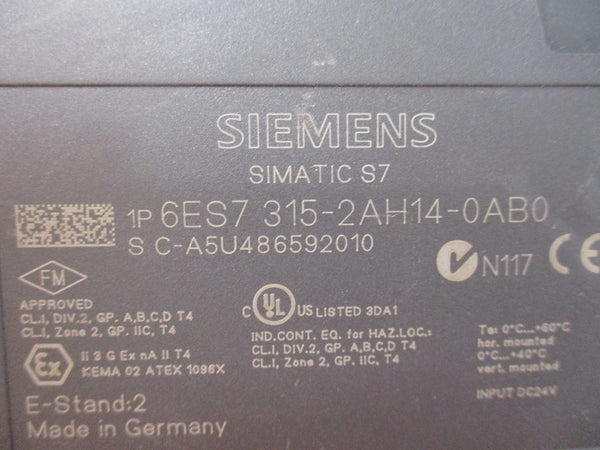 SIEMENS
SIMATIC S7
1P 6ES7 315-2AH14-0AB0
S C-A5U486592010
N117 CE
FM
APPROVED
CL.I, DIV.2, GP. A,B,C,D T4
CL.I, Zone 2, GP. IIC, T4
C UL US LISTED 3DA1
IND.CONT. EQ. for HAZ.LOC.:
CL.I, DIV.2, GP. A,B,C,D T4
CL.I, Zone 2, GP. IIC, T4
Ta: 0°C...+60°C
hor. mounted
0°C...+40°C
vert. mounted
Ex
II 3 G Ex nA II T4
KEMA 02 ATEX 1096X
INPUT DC24V
E-Stand:2
Made in Germany